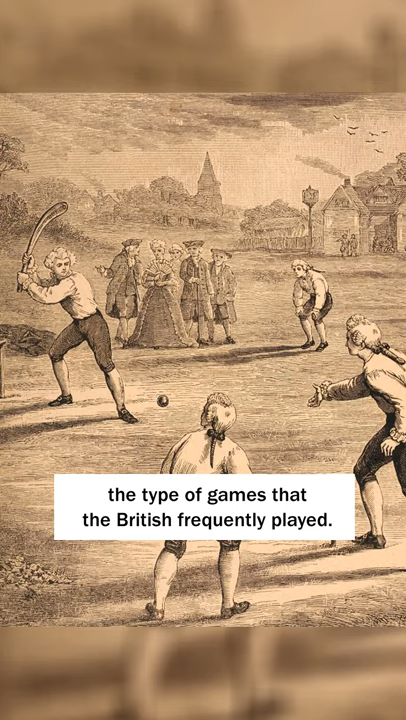 the type of games that
the British frequently played.